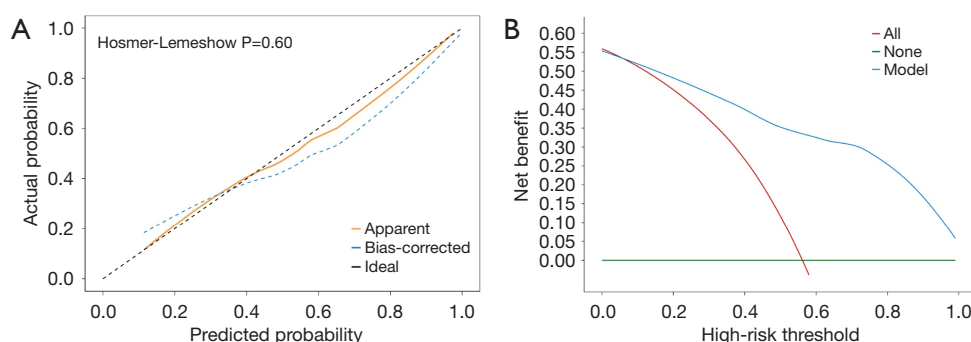 A
Hosmer-Lemeshow P=0.60
Actual probability
1.0
0.8
0.6
0.4
0.2
0.0
Apparent
Bias-corrected
Ideal
0.0 0.2 0.4 0.6 0.8 1.0
Predicted probability
B
Net benefit
0.60
0.55
0.50
0.45
0.40
0.35
0.30
0.25
0.20
0.15
0.10
0.05
0.00
All
None
Model
0.0 0.2 0.4 0.6 0.8 1.0
High-risk threshold